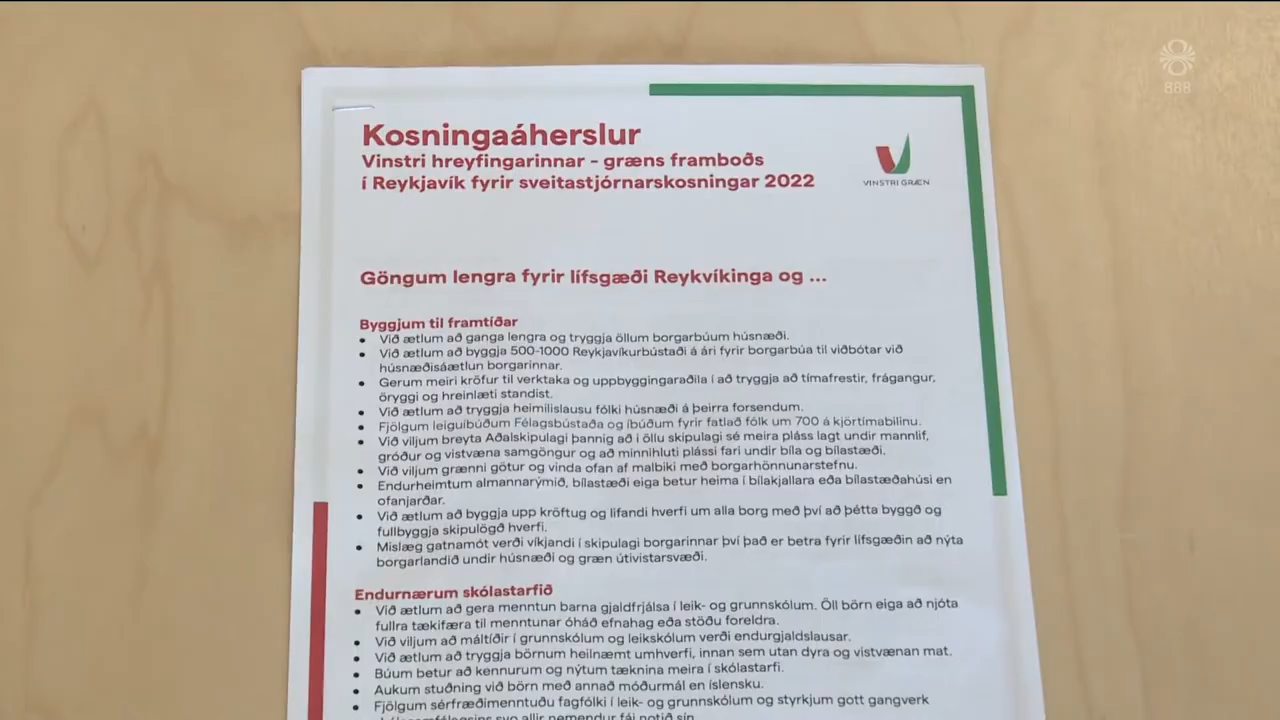 888
Kosningaáherslur
Vinstri hreyfingarinnar - græns framboðs
í Reykjavík fyrir sveitastjórnarskosningar 2022
VINSTRI GRÆN
Göngum lengra fyrir lífsgæði Reykvíkinga og ...
Byggjum til framtíðar
• Við ætlum að ganga lengra og tryggja öllum borgarbúum húsnæði.
• Við ætlum að byggja 500-1000 Reykjavíkurbústaði á ári fyrir borgarbúa til viðbótar við
húsnæðisáætlun borgarinnar.
• Gerum meiri kröfur til verktaka og uppbyggingaraðila í að tryggja að tímafrestir, frágangur,
öryggi og hreinlæti standist.
• Við ætlum að tryggja heimilislausu fólki húsnæði á þeirra forsendum.
• Fjölgum leiguíbúðum Félagsbústaða og íbúðum fyrir fatlað fólk um 700 á kjörtímabilinu.
• Við viljum breyta Aðalskipulagi þannig að í öllu skipulagi sé meira pláss lagt undir mannlíf,
gróður og vistvæna samgöngur og að minnihluti plássi fari undir bíla og bílastæði.
• Við viljum grænni götur og vinda ofan af malbiki með borgarhönnunarstefnu.
• Endurheimtum almannarýmið, bílastæði eiga betur heima í bílakjallara eða bílastæðahúsi en
ofanjarðar.
• Við ætlum að byggja upp kröftug og lifandi hverfi um alla borg með því að þétta byggð og
fullbyggja skipulögð hverfi.
• Mislæg gatnamót verði víkjandi í skipulagi borgarinnar því það er betra fyrir lífsgæðin að nýta
borgarlandið undir húsnæði og græn útivistarsvæði.
Endurnærum skólastarfið
• Við ætlum að gera menntun barna gjaldfrjálsa í leik- og grunnskólum. Öll börn eiga að njóta
fullra tækifæra til menntunar óháð efnahag eða stöðu foreldra.
• Við viljum að máltíðir í grunnskólum og leikskólum verði endurgjaldslausar.
• Við ætlum að tryggja börnum heilnæmt umhverfi, innan sem utan dyra og vistvænan mat.
• Búum betur að kennurum og nýtum tæknina meira í skólastarfi.
• Aukum stuðning við börn með annað móðurmál en íslensku.
• Fjölgum sérfræðimenntuðu fagfólki í leik- og grunnskólum og styrkjum gott gangverk
svo allir nemendur fái notið sín.